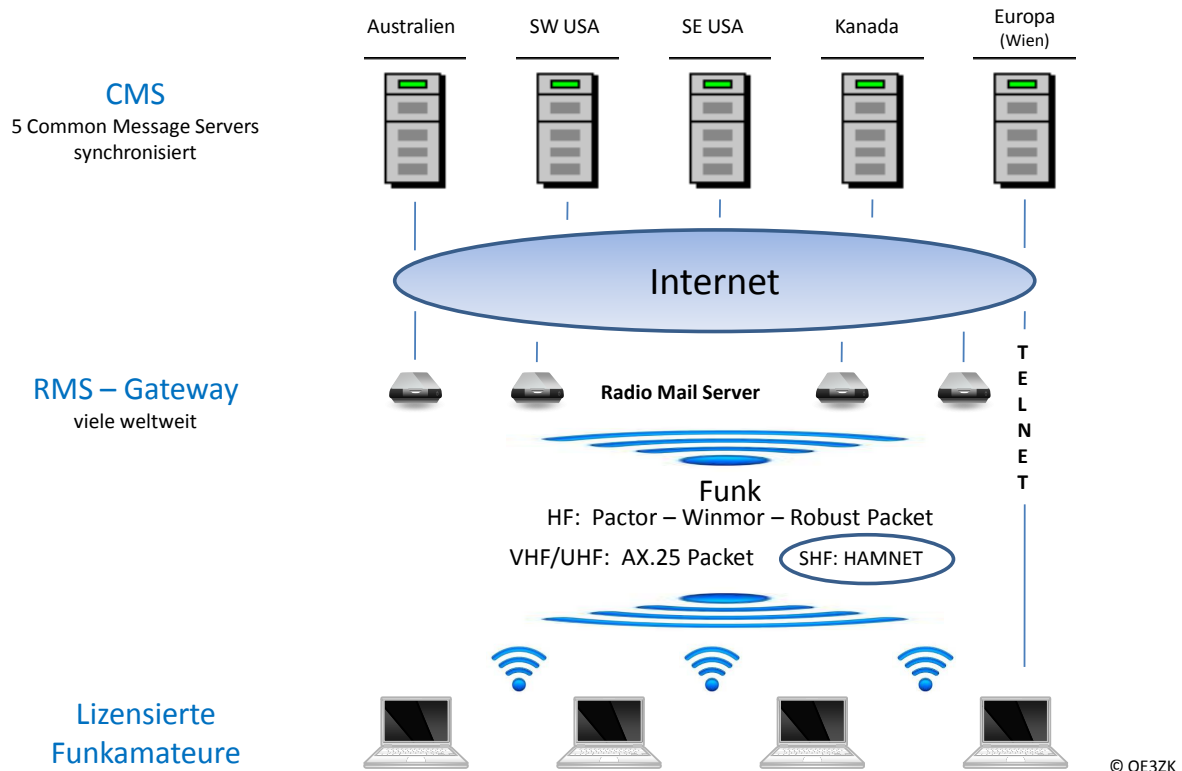 Australien
SW USA
SE USA
Kanada
Europa
(Wien)
CMS
5 Common Message Servers
synchronisiert
Internet
RMS – Gateway
viele weltweit
Radio Mail Server
TELNET
Funk
HF: Pactor – Winmor – Robust Packet
VHF/UHF: AX.25 Packet
SHF: HAMNET
Lizensierte
Funkamateure
© OE3ZK